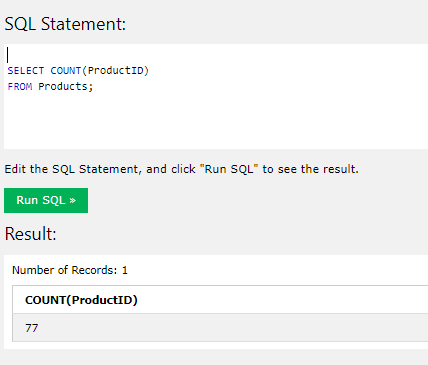 SQL Statement:
SELECT COUNT(ProductID)
FROM Products;
Edit the SQL Statement, and click "Run SQL" to see the result.
Run SQL »
Result:
Number of Records: 1
COUNT(ProductID)
77